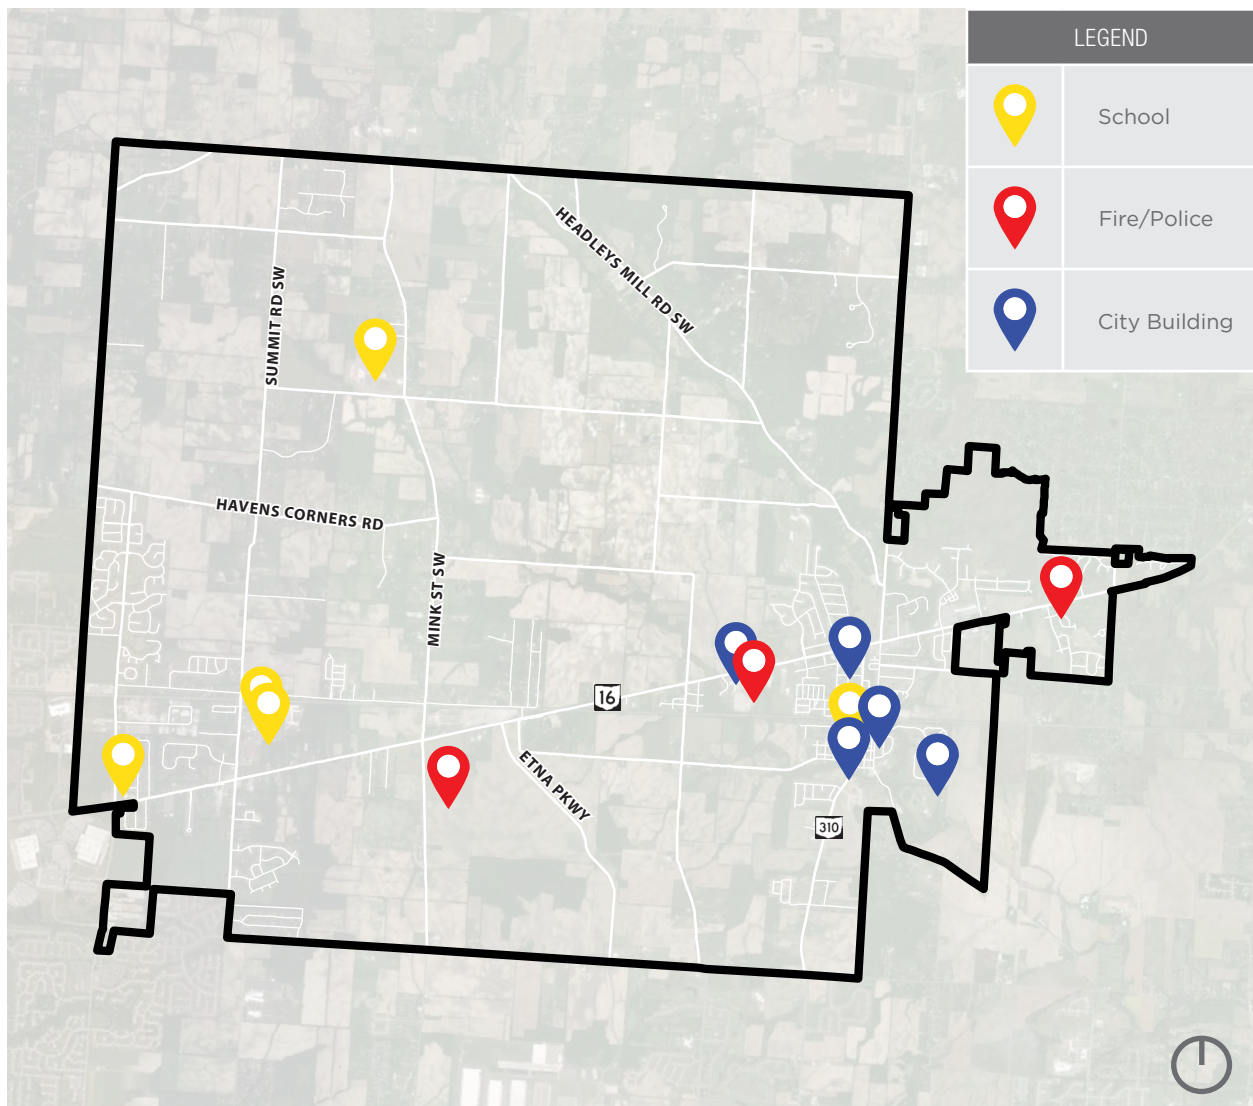 LEGEND
School
Fire/Police
City Building
HEADLEYS MILL RD SW
SUMMIT RD SW
HAVENS CORNERS RD
MINK ST SW
16
ETNA PKWY
310